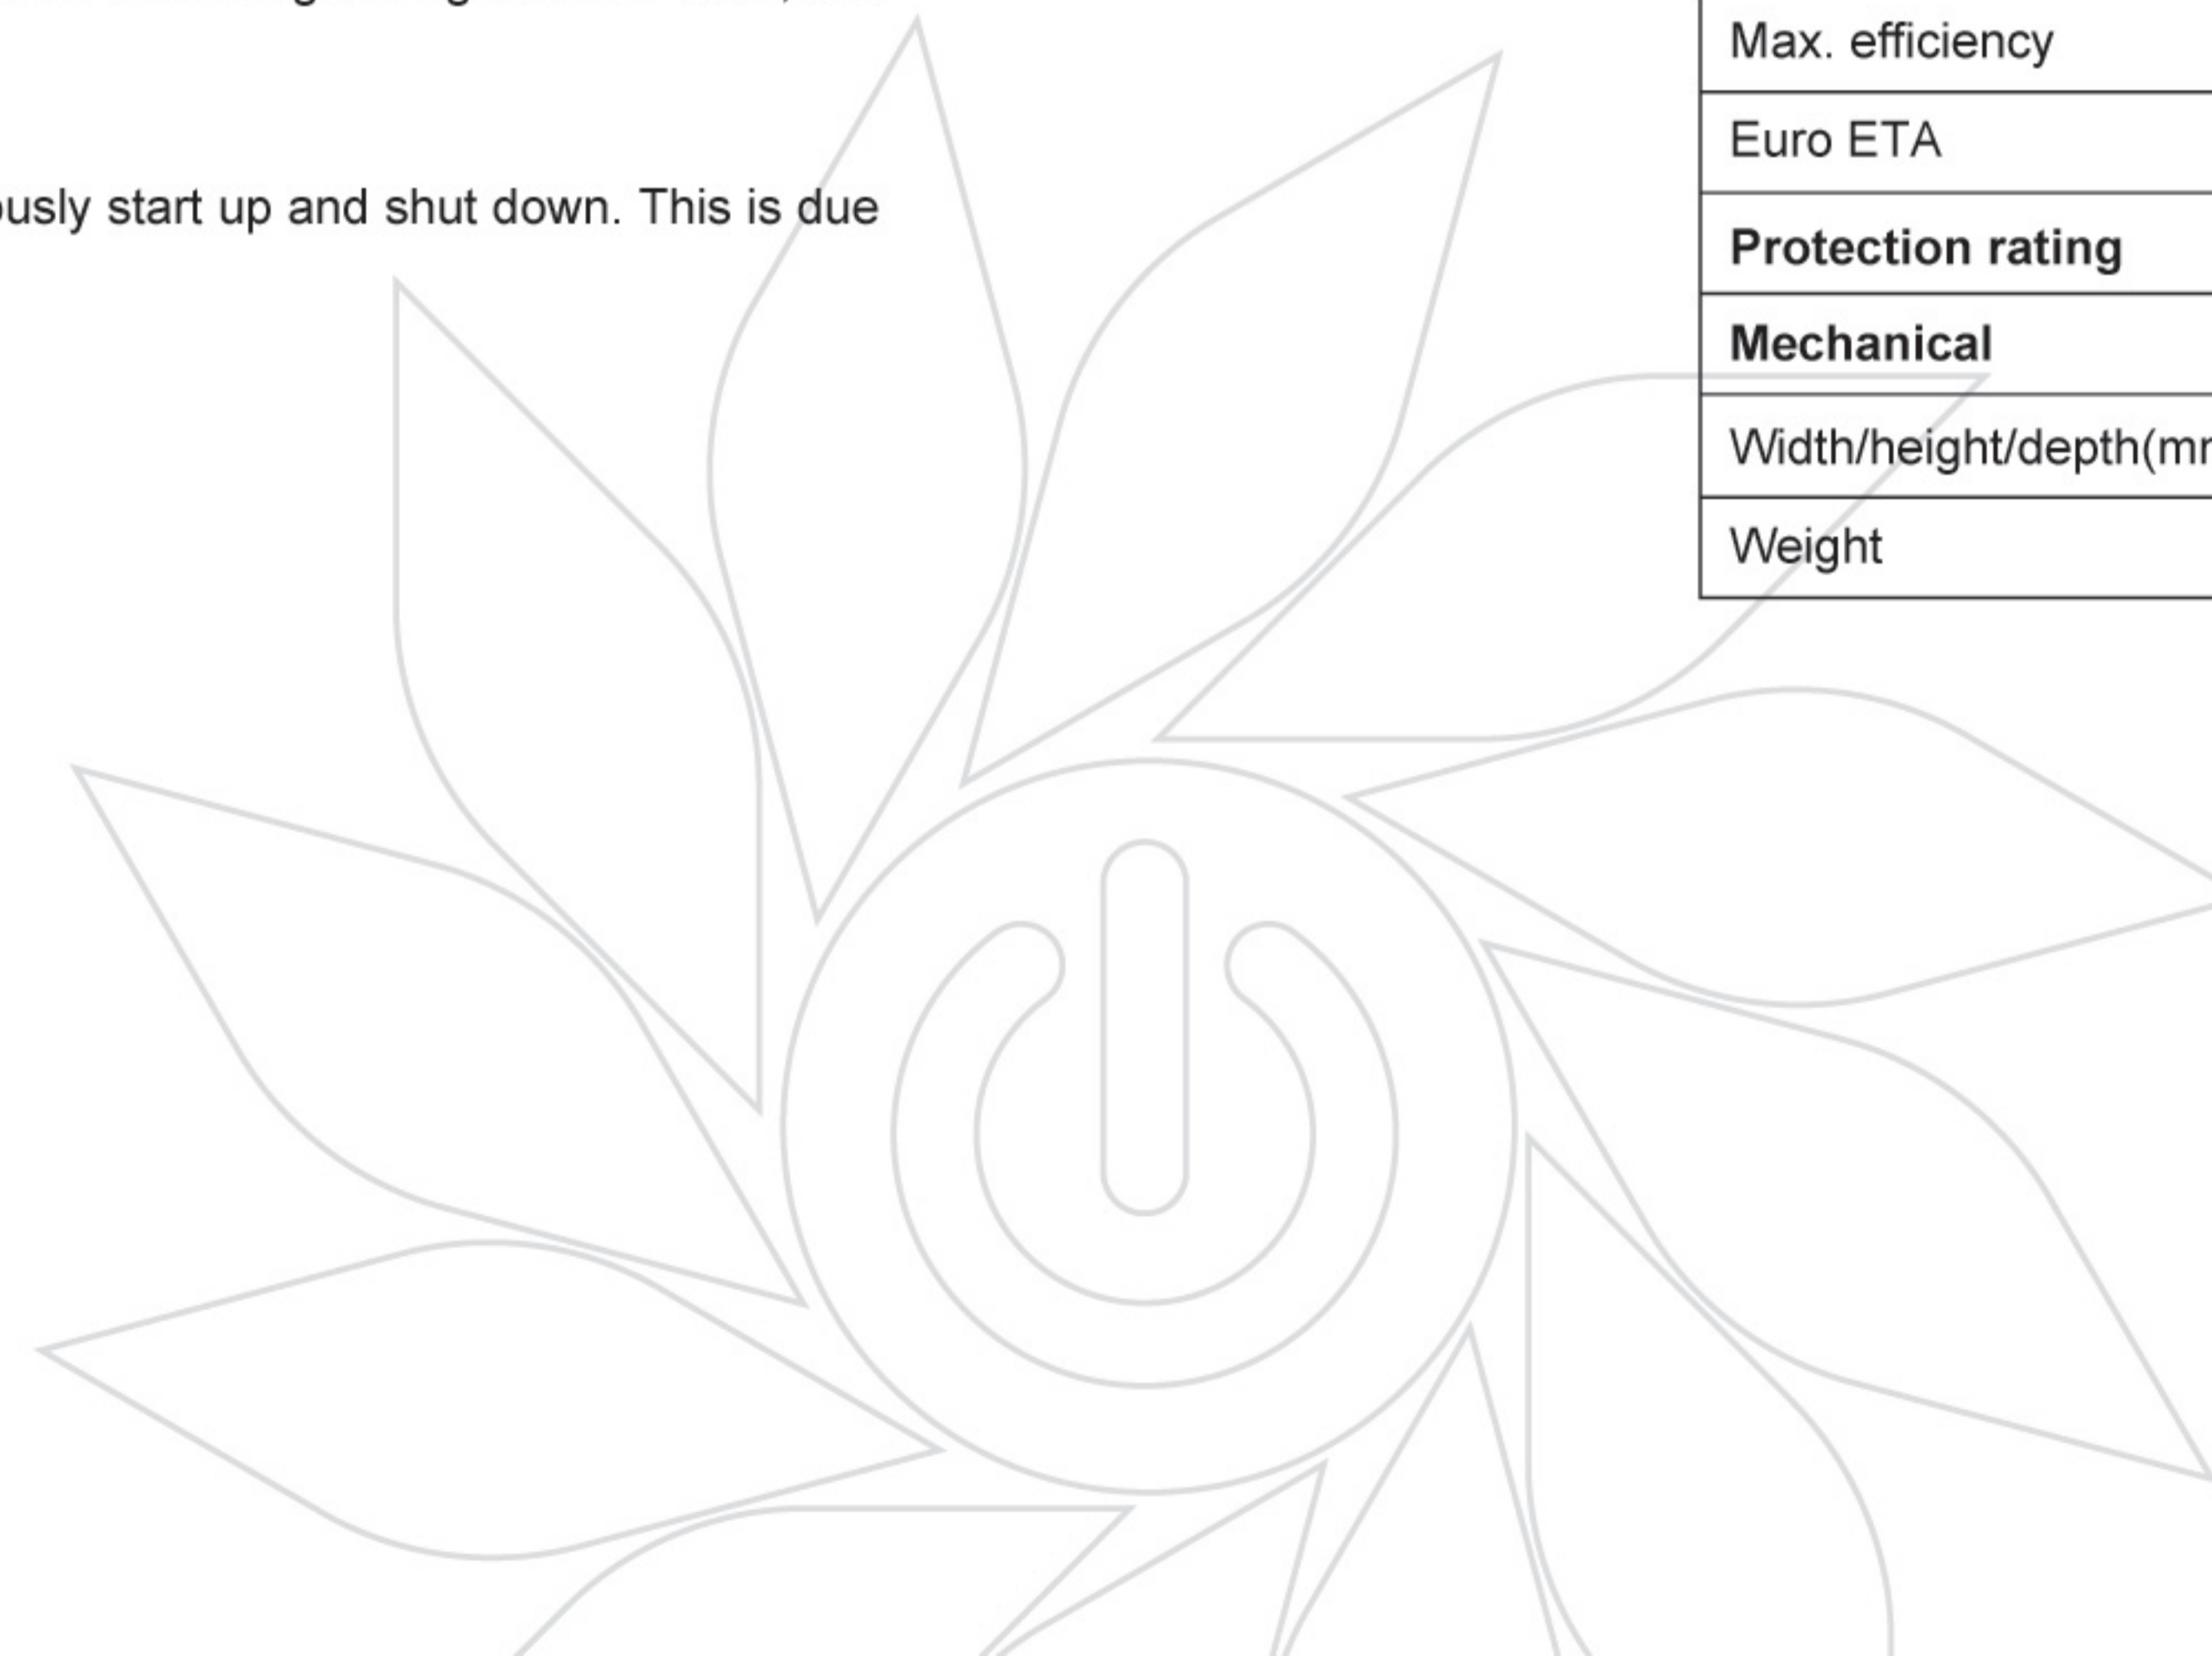 ously start up and shut down. This is due
Max. efficiency
Euro ETA
Protection rating
Mechanical
Width/height/depth(m
Weight